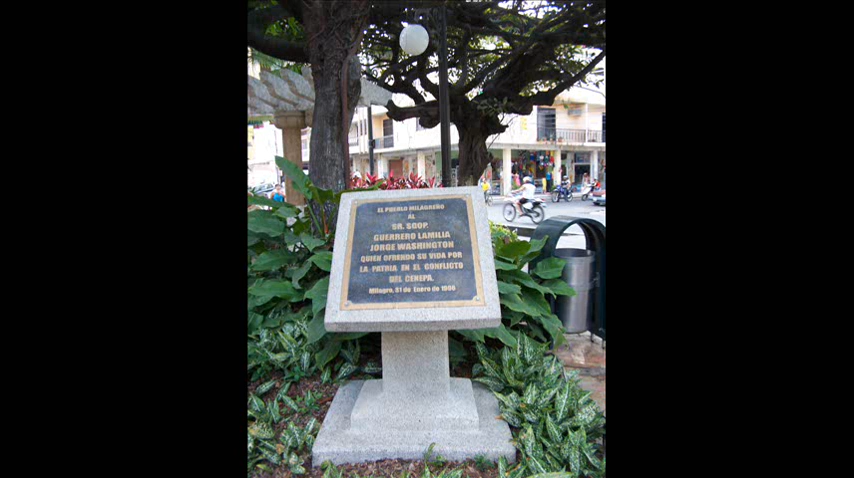 EL PUEBLO MILAGREÑO
AL
SR. SGOP.
GUERRERO LAMILIA
JORGE WASHINGTON
QUIEN OFRENDO SU VIDA POR
LA PATRIA EN EL CONFLICTO
DEL CENEPA.
Milagro, 31 de Enero de 1996